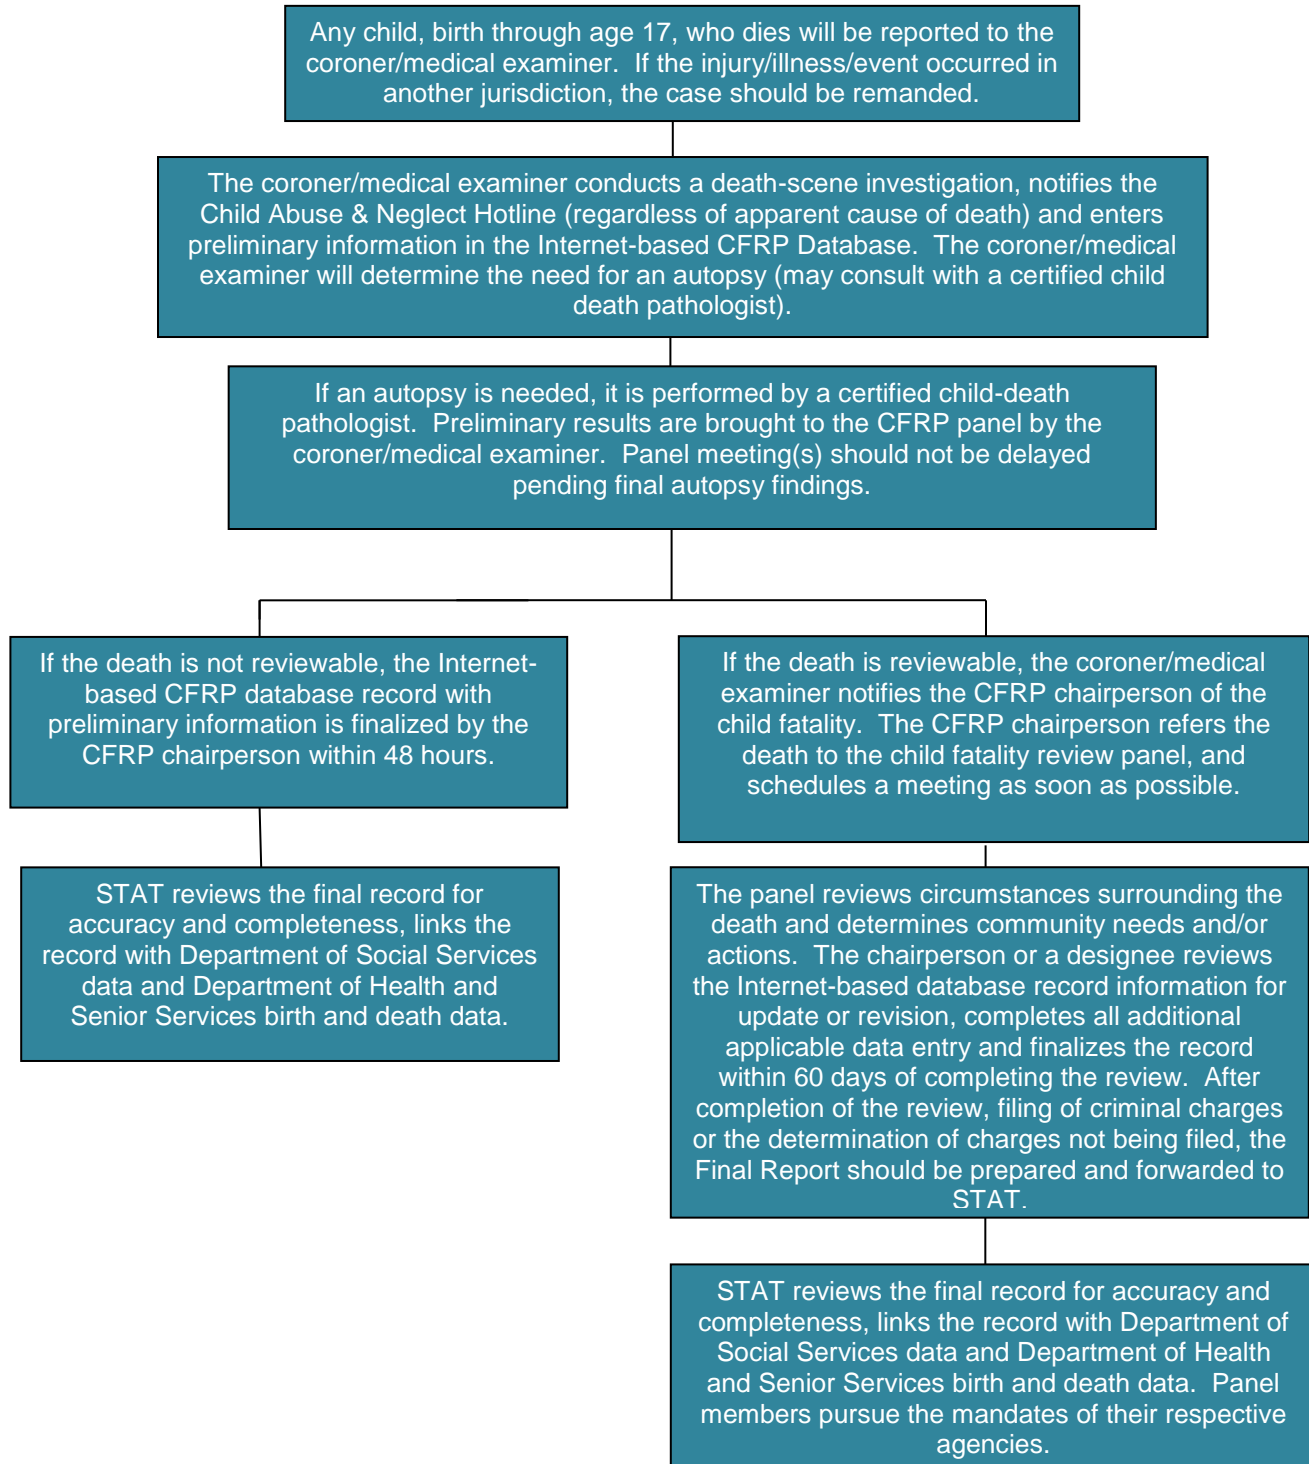 Any child, birth through age 17, who dies will be reported to the
coroner/medical examiner.  If the injury/illness/event occurred in
another jurisdiction, the case should be remanded.
The coroner/medical examiner conducts a death-scene investigation, notifies the
Child Abuse & Neglect Hotline (regardless of apparent cause of death) and enters
preliminary information in the Internet-based CFRP Database.  The coroner/medical
examiner will determine the need for an autopsy (may consult with a certified child
death pathologist).
If an autopsy is needed, it is performed by a certified child-death
pathologist.  Preliminary results are brought to the CFRP panel by the
coroner/medical examiner.  Panel meeting(s) should not be delayed
pending final autopsy findings.
If the death is not reviewable, the Internet-
based CFRP database record with
preliminary information is finalized by the
CFRP chairperson within 48 hours.
STAT reviews the final record for
accuracy and completeness, links the
record with Department of Social Services
data and Department of Health and
Senior Services birth and death data.
If the death is reviewable, the coroner/medical
examiner notifies the CFRP chairperson of the
child fatality.  The CFRP chairperson refers the
death to the child fatality review panel, and
schedules a meeting as soon as possible.
The panel reviews circumstances surrounding the
death and determines community needs and/or
actions.  The chairperson or a designee reviews
the Internet-based database record information for
update or revision, completes all additional
applicable data entry and finalizes the record
within 60 days of completing the review.  After
completion of the review, filing of criminal charges
or the determination of charges not being filed, the
Final Report should be prepared and forwarded to
STAT.
STAT reviews the final record for accuracy and
completeness, links the record with Department of
Social Services data and Department of Health
and Senior Services birth and death data.  Panel
members pursue the mandates of their respective
agencies.